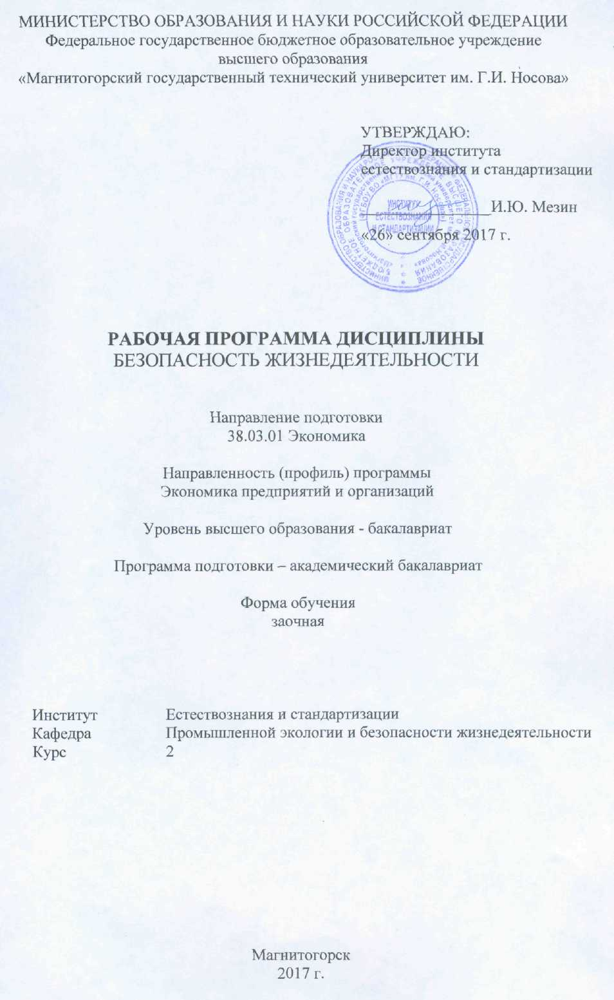 МИНИСТЕРСТВО ОБРАЗОВАНИЯ И НАУКИ РОССИЙСКОЙ ФЕДЕРАЦИИ
Федеральное государственное бюджетное образовательное учреждение
высшего образования
«Магнитогорский государственный технический университет им. Г.И. Носова»
УТВЕРЖДАЮ:
Директор института
естествознания и стандартизации
И.Ю. Мезин
«26» сентября 2017 г.
ИНСТИТУТ
ЕСТЕСТВОЗНАНИЯ
И СТАНДАРТИЗАЦИИ
РАБОЧАЯ ПРОГРАММА ДИСЦИПЛИНЫ
БЕЗОПАСНОСТЬ ЖИЗНЕДЕЯТЕЛЬНОСТИ
Направление подготовки
38.03.01 Экономика
Направленность (профиль) программы
Экономика предприятий и организаций
Уровень высшего образования - бакалавриат
Программа подготовки – академический бакалавриат
Форма обучения
заочная
Институт Естествознания и стандартизации
Кафедра Промышленной экологии и безопасности жизнедеятельности
Курс 2
Магнитогорск
2017 г.